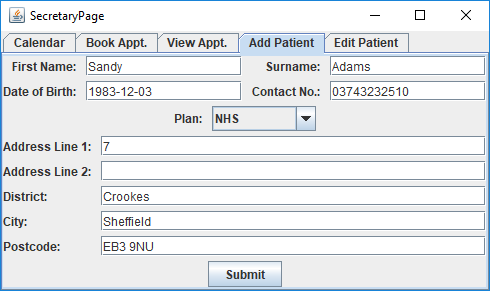 SecretaryPage
Calendar Book Appt. View Appt. Add Patient Edit Patient
First Name: Sandy Surname: Adams
Date of Birth: 1983-12-03 Contact No.: 03743232510
Plan: NHS
Address Line 1: 7
Address Line 2:
District: Crookes
City: Sheffield
Postcode: EB3 9NU
Submit